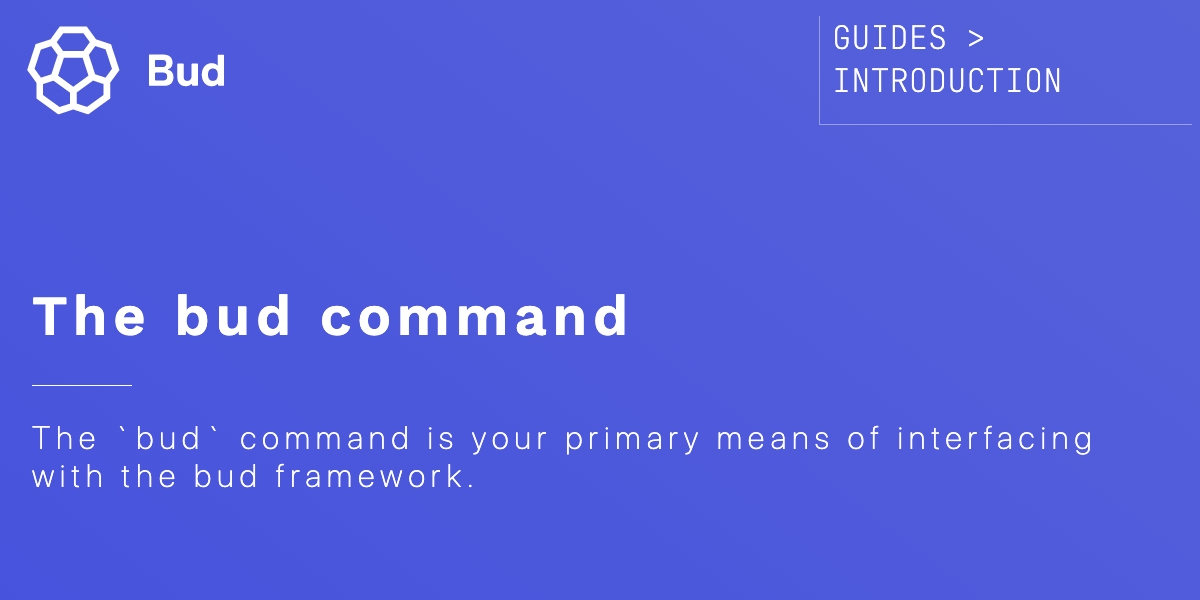 Bud
GUIDES >
INTRODUCTION
The bud command
The `bud` command is your primary means of interfacing
with the bud framework.